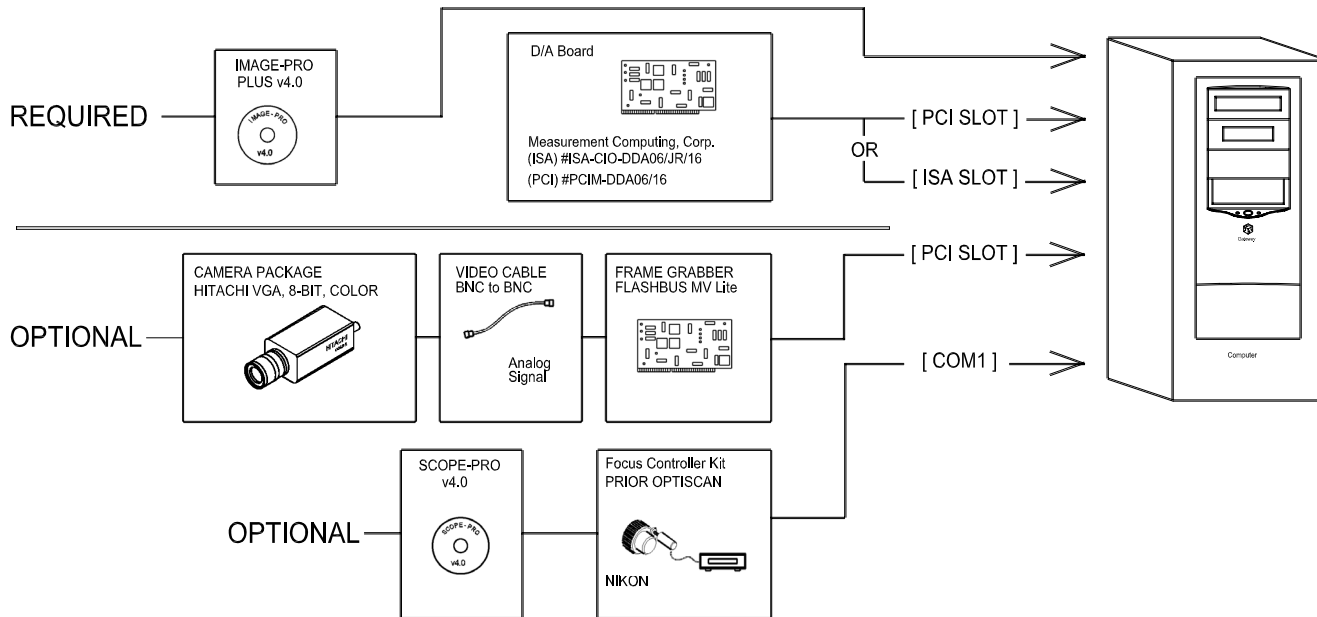 REQUIRED
IMAGE-PRO
PLUS v4.0
IMAGE-PRO
v4.0
D/A Board
Measurement Computing, Corp.
(ISA) #ISA-CIO-DDA06/JR/16
(PCI) #PCIM-DDA06/16
[ PCI SLOT ]
OR
[ ISA SLOT ]
Gateway
Computer
OPTIONAL
CAMERA PACKAGE
HITACHI VGA, 8-BIT, COLOR
HITACHI
VIDEO CABLE
BNC to BNC
Analog
Signal
FRAME GRABBER
FLASHBUS MV Lite
[ PCI SLOT ]
[ COM1 ]
OPTIONAL
SCOPE-PRO
v4.0
SCOPE-PRO
v4.0
Focus Controller Kit
PRIOR OPTISCAN
NIKON